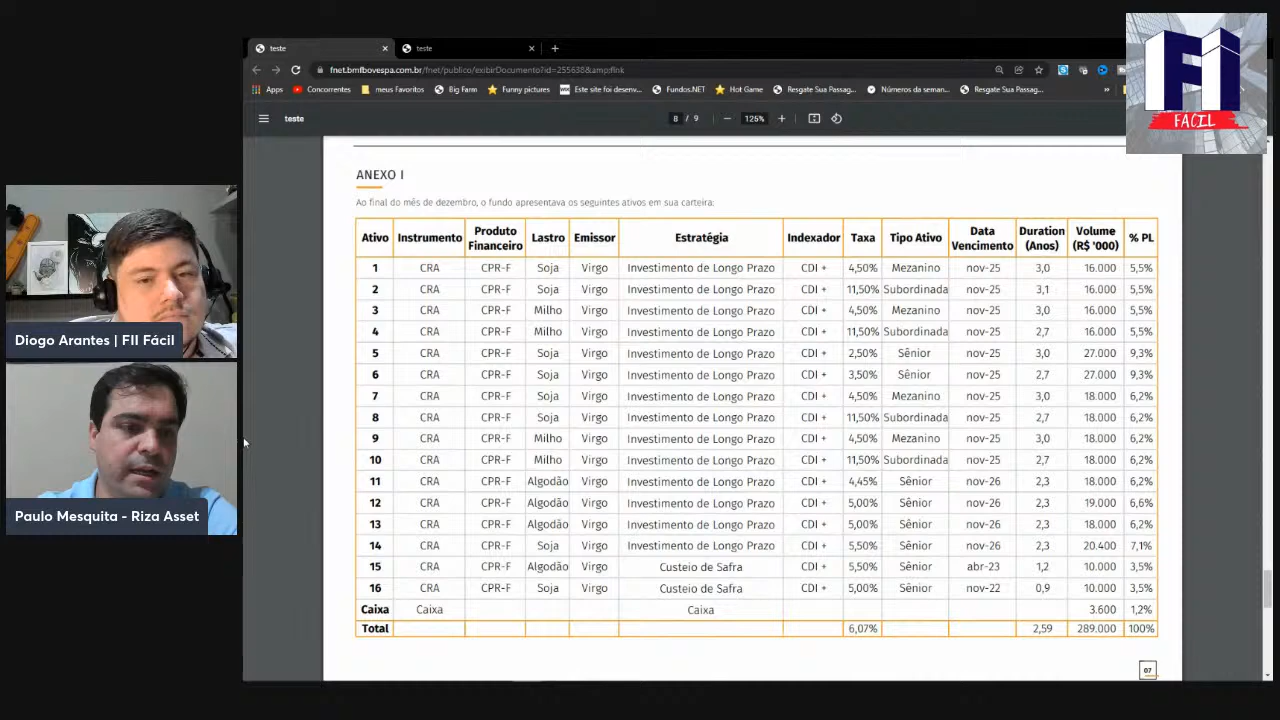 teste
teste
fnet.bmfbovespa.com.br/fnet/publico/exibirDocumento?id=255638&amp;flnk
Apps Concorrentes meus Favoritos Big Farm Funny pictures Este site foi desenv... Fundos.NET Hot Game Resgate Sua Passag... Números da seman... Resgate Sua Passag... »
teste 8 / 9 125%
FII
FÁCIL
ANEXO I
Ao final do mês de dezembro, o fundo apresentava os seguintes ativos em sua carteira:
Ativo Instrumento Produto Financeiro Lastro Emissor Estratégia Indexador Taxa Tipo Ativo Data Vencimento Duration (Anos) Volume (R$ '000) % PL
1 CRA CPR-F Soja Virgo Investimento de Longo Prazo CDI + 4,50% Mezanino nov-25 3,0 16.000 5,5%
2 CRA CPR-F Soja Virgo Investimento de Longo Prazo CDI + 11,50% Subordinada nov-25 3,1 16.000 5,5%
3 CRA CPR-F Milho Virgo Investimento de Longo Prazo CDI + 4,50% Mezanino nov-25 3,0 16.000 5,5%
4 CRA CPR-F Milho Virgo Investimento de Longo Prazo CDI + 11,50% Subordinada nov-25 2,7 16.000 5,5%
5 CRA CPR-F Soja Virgo Investimento de Longo Prazo CDI + 2,50% Sênior nov-25 3,0 27.000 9,3%
6 CRA CPR-F Soja Virgo Investimento de Longo Prazo CDI + 3,50% Sênior nov-25 2,7 27.000 9,3%
7 CRA CPR-F Soja Virgo Investimento de Longo Prazo CDI + 4,50% Mezanino nov-25 3,0 18.000 6,2%
8 CRA CPR-F Soja Virgo Investimento de Longo Prazo CDI + 11,50% Subordinada nov-25 2,7 18.000 6,2%
9 CRA CPR-F Milho Virgo Investimento de Longo Prazo CDI + 4,50% Mezanino nov-25 3,0 18.000 6,2%
10 CRA CPR-F Milho Virgo Investimento de Longo Prazo CDI + 11,50% Subordinada nov-25 2,7 18.000 6,2%
11 CRA CPR-F Algodão Virgo Investimento de Longo Prazo CDI + 4,45% Sênior nov-26 2,3 18.000 6,2%
12 CRA CPR-F Algodão Virgo Investimento de Longo Prazo CDI + 5,00% Sênior nov-26 2,3 19.000 6,6%
13 CRA CPR-F Algodão Virgo Investimento de Longo Prazo CDI + 5,00% Sênior nov-26 2,3 18.000 6,2%
14 CRA CPR-F Soja Virgo Investimento de Longo Prazo CDI + 5,50% Sênior nov-26 2,3 20.400 7,1%
15 CRA CPR-F Algodão Virgo Custeio de Safra CDI + 5,50% Sênior abr-23 1,2 10.000 3,5%
16 CRA CPR-F Soja Virgo Custeio de Safra CDI + 5,00% Sênior nov-22 0,9 10.000 3,5%
Caixa Caixa Caixa 3.600 1,2%
Total 6,07% 2,59 289.000 100%
07
Diogo Arantes | FII Fácil
Paulo Mesquita - Riza Asset